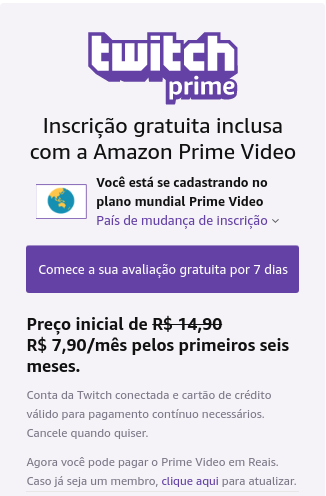 twitch
prime
Inscrição gratuita inclusa
com a Amazon Prime Video
Você está se cadastrando no
plano mundial Prime Video
País de mudança de inscrição
Comece a sua avaliação gratuita por 7 dias
Preço inicial de R$ 14,90
R$ 7,90/mês pelos primeiros seis
meses.
Conta da Twitch conectada e cartão de crédito
válido para pagamento contínuo necessários.
Cancele quando quiser.
Agora você pode pagar o Prime Video em Reais.
Caso já seja um membro, clique aqui para atualizar.